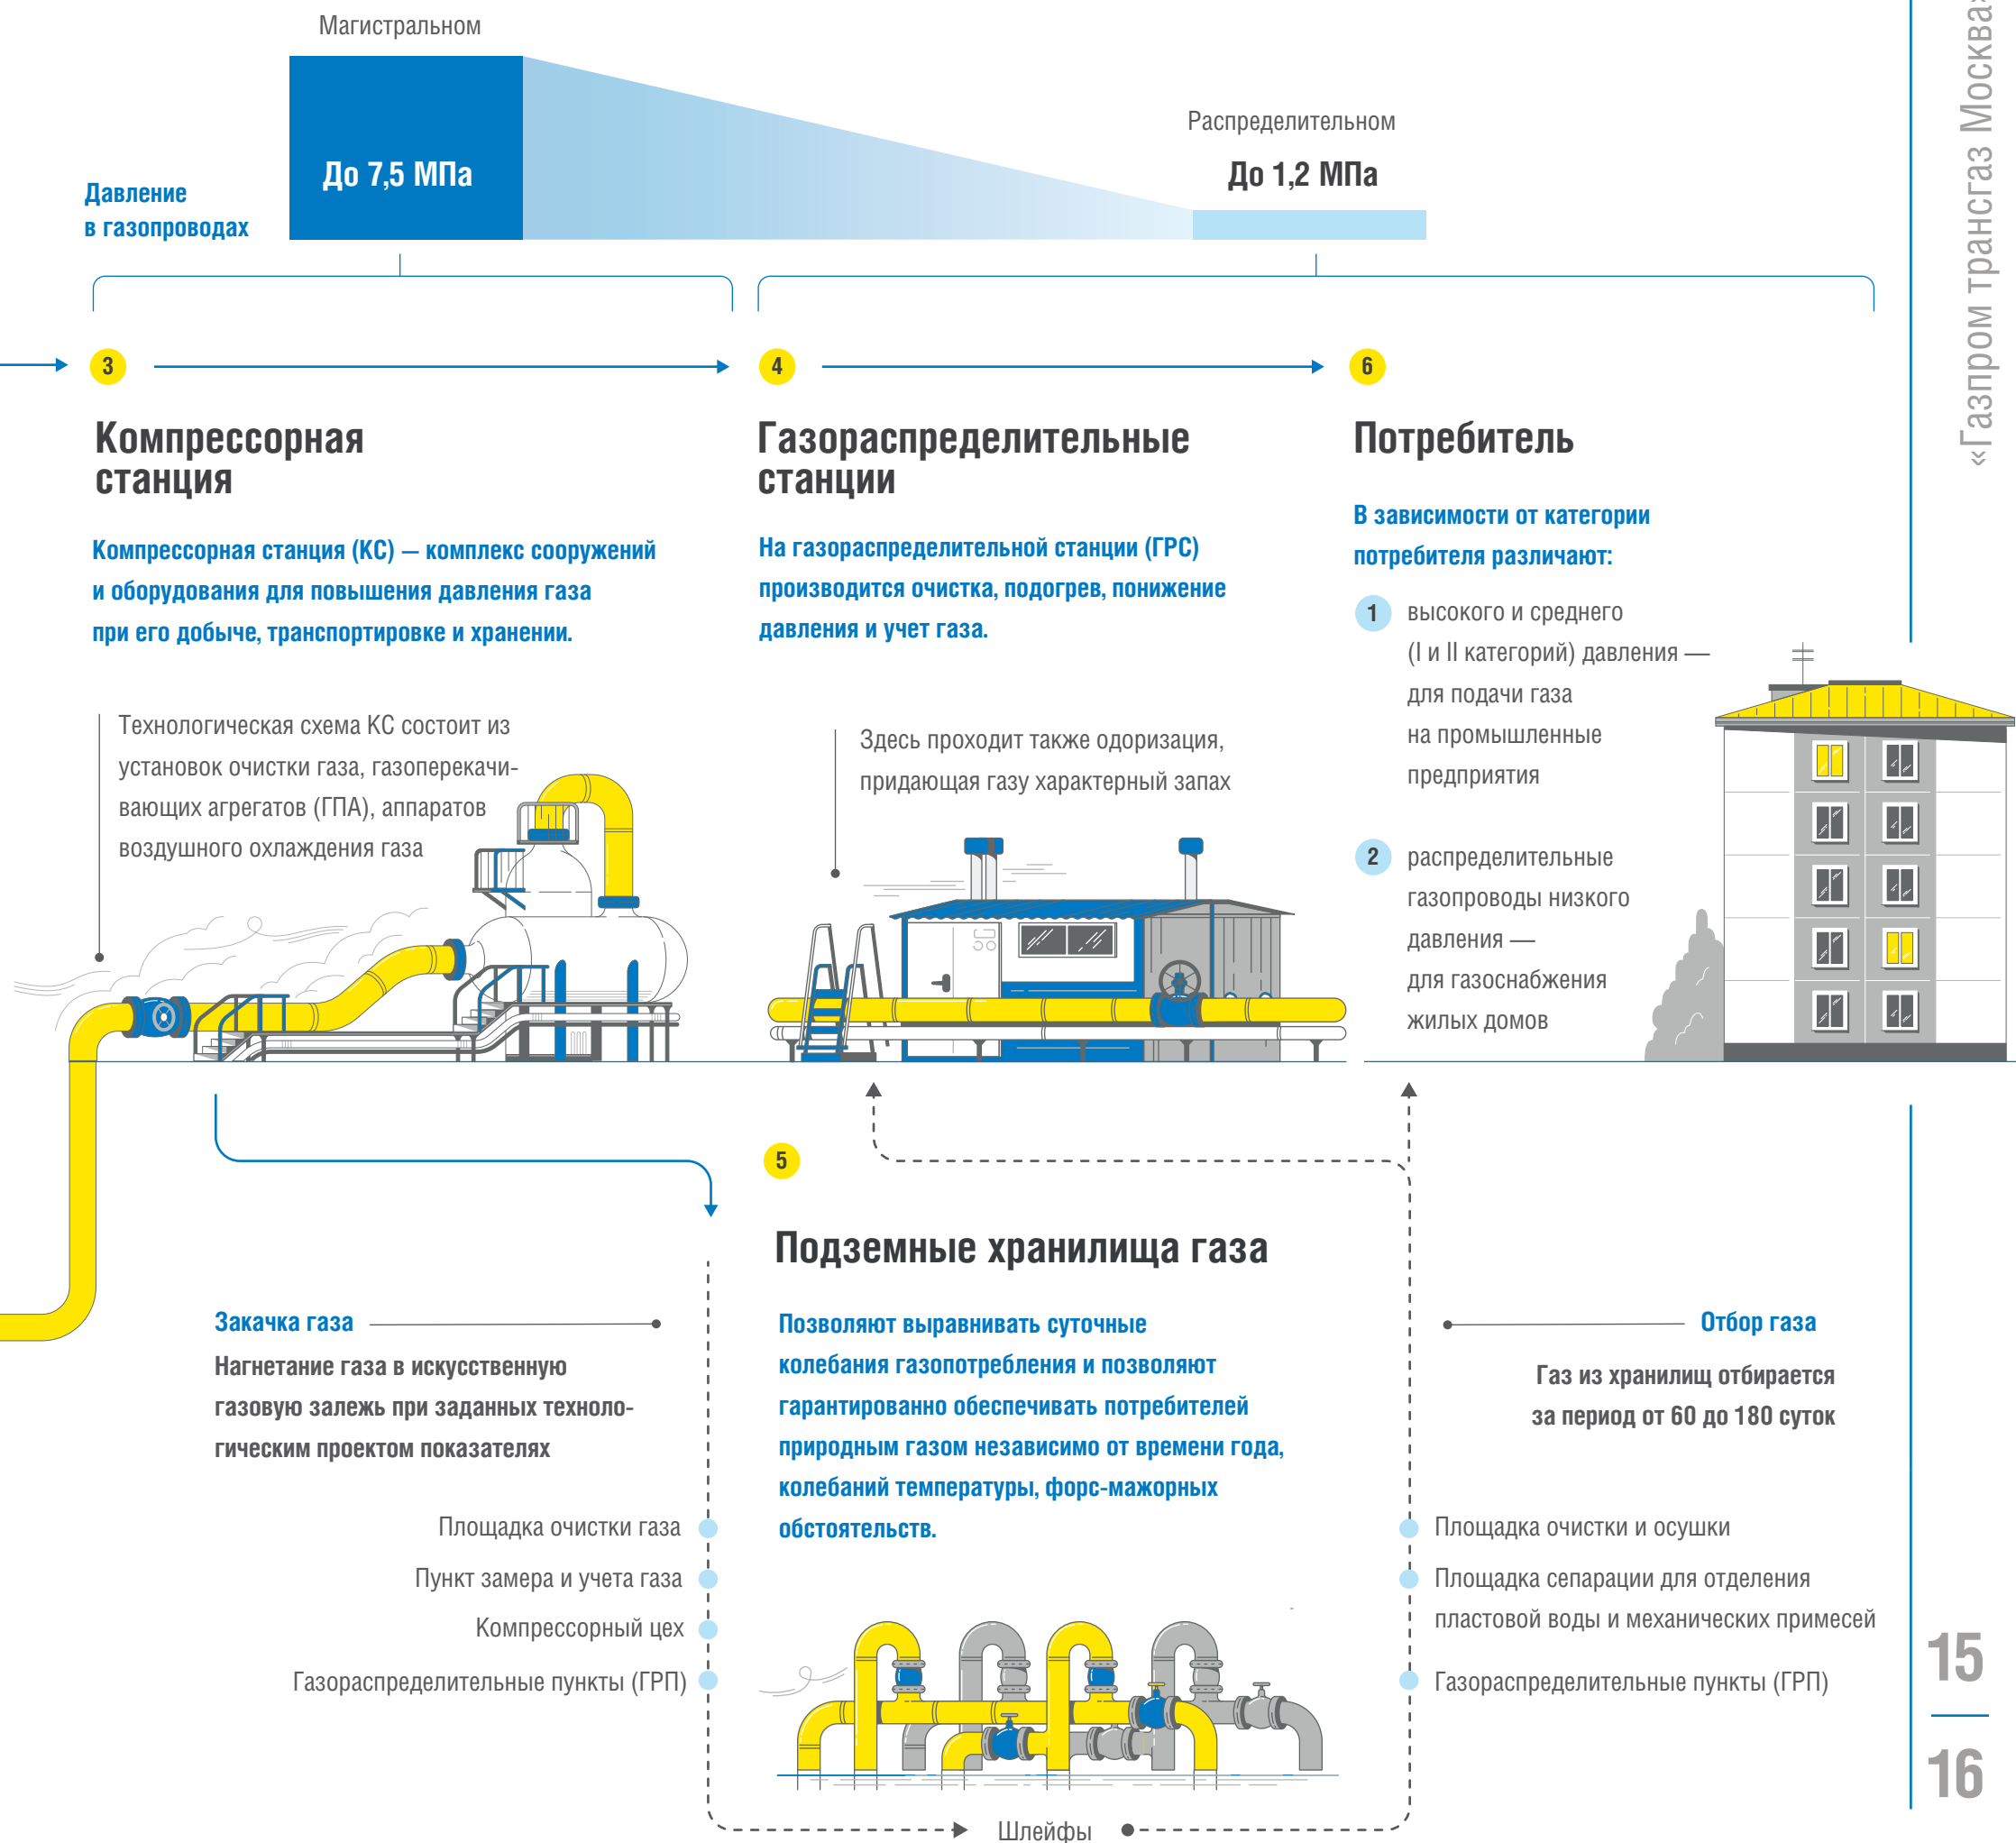 Магистральном
До 7,5 МПа
Давление
в газопроводах
Распределительном
До 1,2 МПа
«Газпром трансгаз Москва»
3
Компрессорная
станция
Компрессорная станция (КС) — комплекс сооружений
и оборудования для повышения давления газа
при его добыче, транспортировке и хранении.
Технологическая схема КС состоит из
установок очистки газа, газоперекачи-
вающих агрегатов (ГПА), аппаратов
воздушного охлаждения газа
4
Газораспределительные
станции
На газораспределительной станции (ГРС)
производится очистка, подогрев, понижение
давления и учет газа.
Здесь проходит также одоризация,
придающая газу характерный запах
6
Потребитель
В зависимости от категории
потребителя различают:
1
высокого и среднего
(I и II категорий) давления —
для подачи газа
на промышленные
предприятия
2
распределительные
газопроводы низкого
давления —
для газоснабжения
жилых домов
5
Подземные хранилища газа
Позволяют выравнивать суточные
колебания газопотребления и позволяют
гарантированно обеспечивать потребителей
природным газом независимо от времени года,
колебаний температуры, форс-мажорных
обстоятельств.
Закачка газа
Нагнетание газа в искусственную
газовую залежь при заданных техноло-
гическим проектом показателях
Площадка очистки газа
Пункт замера и учета газа
Компрессорный цех
Газораспределительные пункты (ГРП)
Отбор газа
Газ из хранилищ отбирается
за период от 60 до 180 суток
Площадка очистки и осушки
Площадка сепарации для отделения
пластовой воды и механических примесей
Газораспределительные пункты (ГРП)
Шлейфы
15
16